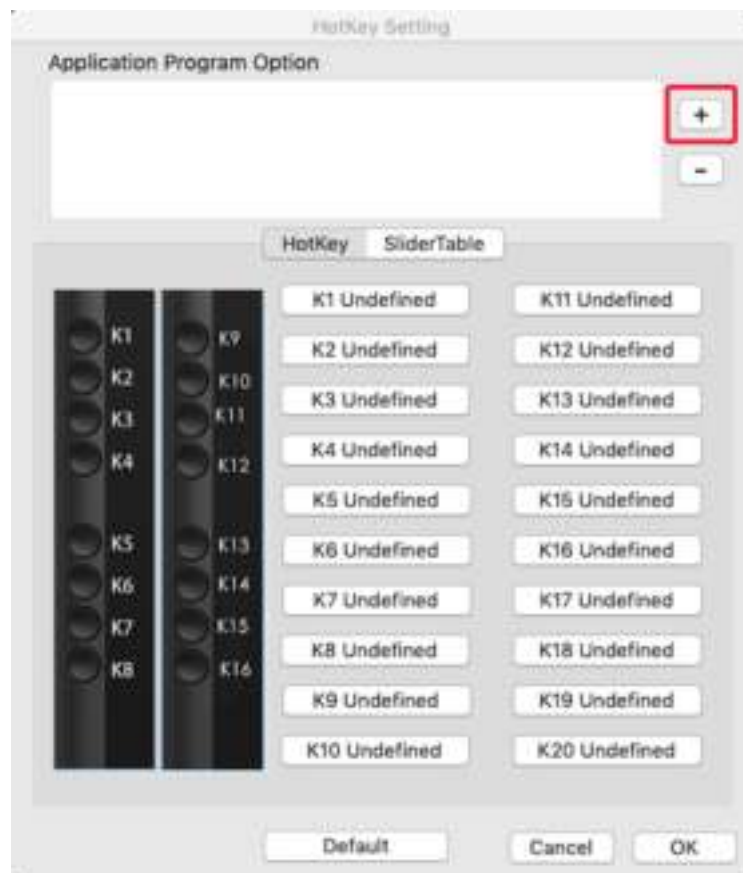 HotKey Setting
Application Program Option
+
-
HotKey SliderTable
K1 Undefined K11 Undefined
K2 Undefined K12 Undefined
K3 Undefined K13 Undefined
K4 Undefined K14 Undefined
K5 Undefined K15 Undefined
K6 Undefined K16 Undefined
K7 Undefined K17 Undefined
K8 Undefined K18 Undefined
K9 Undefined K19 Undefined
K10 Undefined K20 Undefined
K1
K2
K3
K4
K5
K6
K7
K8
K9
K10
K11
K12
K13
K14
K15
K16
Default Cancel OK